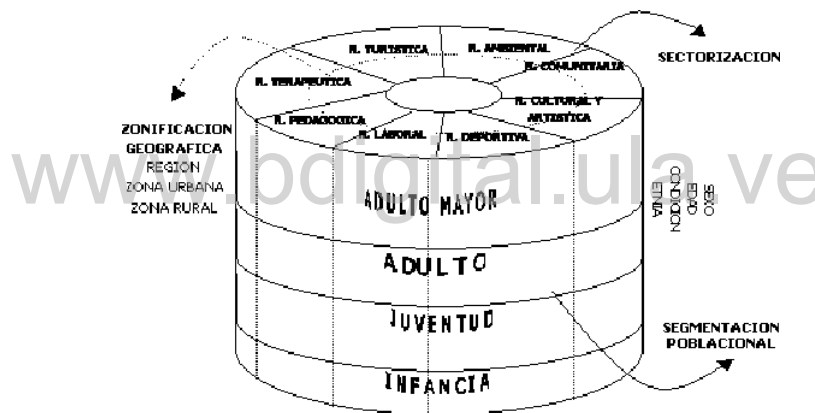 R. TURISTICA
R. AMBIENTAL
R. COMUNITARIA
SECTORIZACION
R. TERAPEUTICA
R. CULTURAL Y
ARTISTICA
R. PEDAGOGICA
R. LABORAL
R. DEPORTIVA
ZONIFICACION
GEOGRAFICA
REGION
ZONA URBANA
ZONA RURAL
www.bdigital.ula.ve
SEXO
EDAD
CONDICION
ETNIA
ADULTO MAYOR
ADULTO
JUVENTUD
SEGMENTACION
POBLACIONAL
INFANCIA